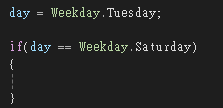 day = Weekday.Tuesday;
if(day == Weekday.Saturday)
{
}